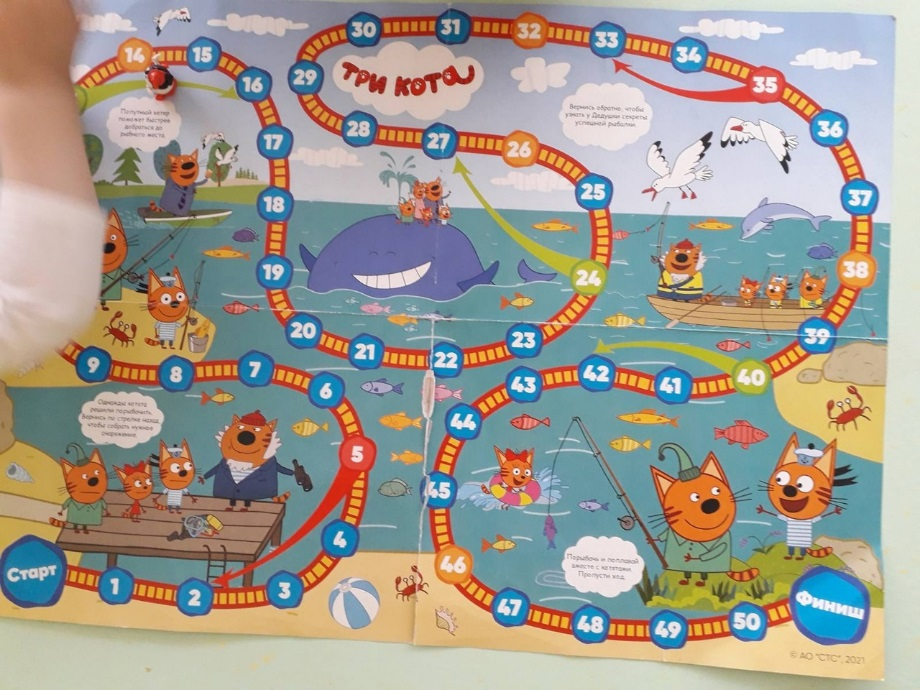 14
15
30
31
32
33
34
35
29
16
ТРИ КОТА
36
Попутный ветер
поможет быстрее
добраться до
рыбного места.
Вернись обратно, чтобы
узнать у Дедушки секреты
успешной рыбалки.
28
27
26
17
25
37
18
24
38
19
20
21
22
23
39
9
8
7
6
43
42
41
40
Однажды котята
решили порыбачить.
Вернись по стрелке назад,
чтобы собрать нужное
снаряжение.
44
5
45
4
46
Порыбачь и поплавай
вместе с котятами.
Пропусти ход.
Старт
1
2
3
47
48
49
50
Финиш
© АО "СТС", 2021